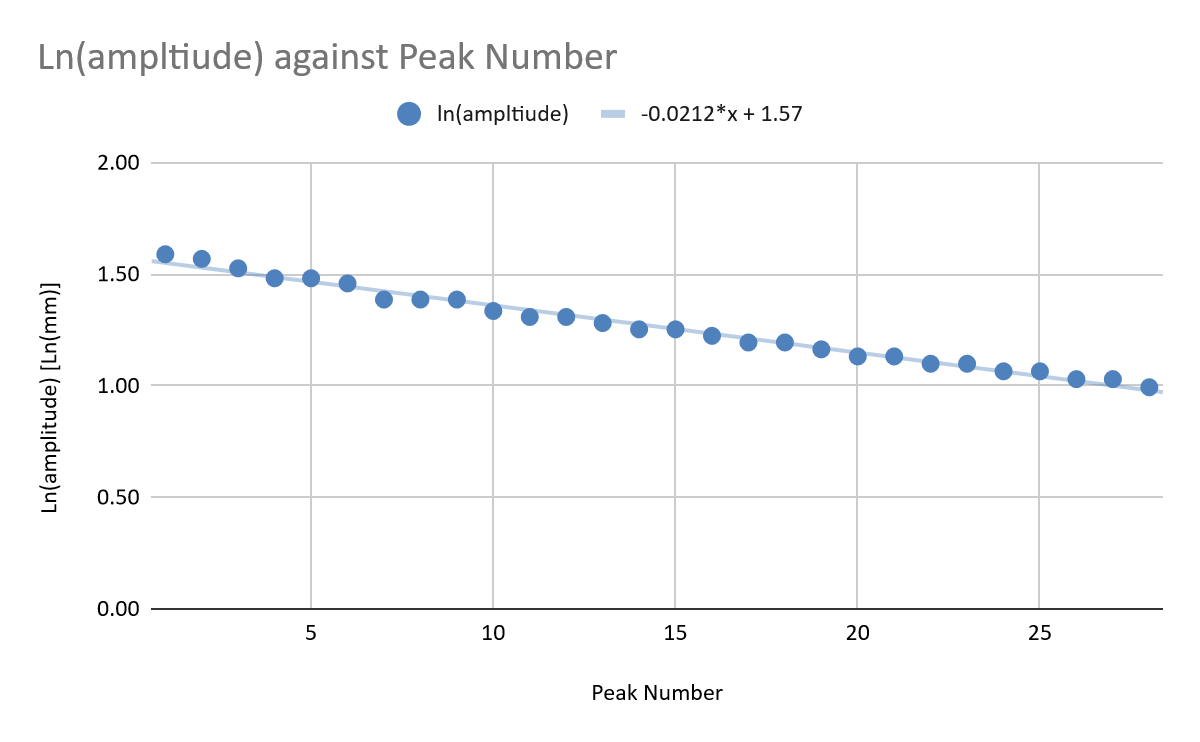 Ln(ampltiude) against Peak Number
ln(ampltiude) -0.0212*x + 1.57
2.00
1.50
1.00
0.50
0.00
Ln(amplitude) [Ln(mm)]
5 10 15 20 25
Peak Number